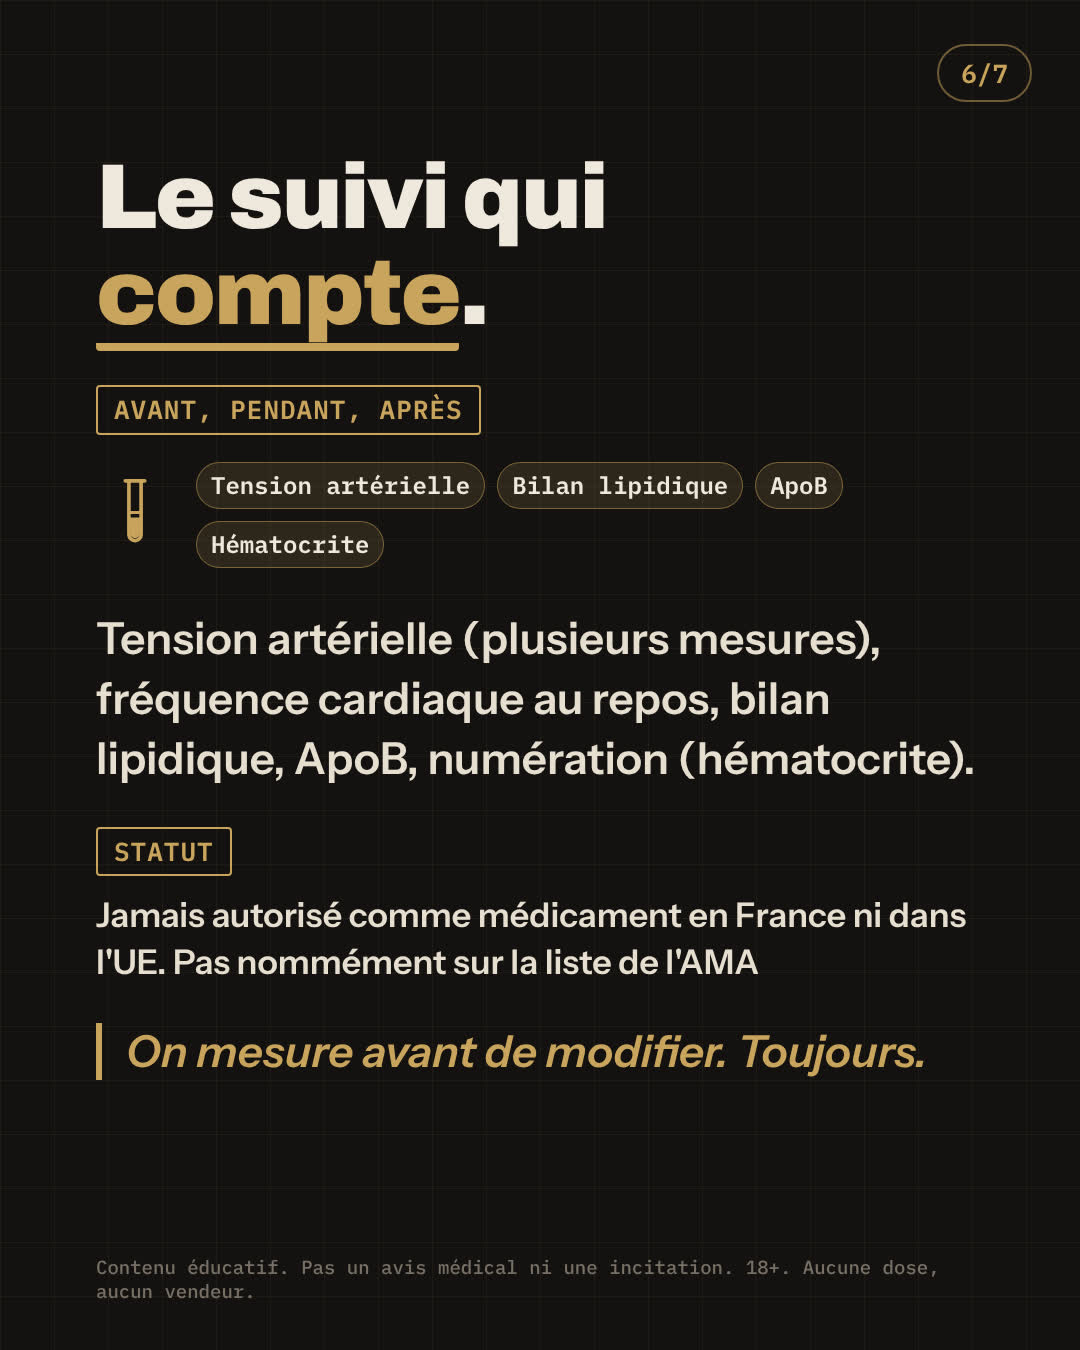 6/7
Le suivi qui
compte.
AVANT, PENDANT, APRÈS
Tension artérielle Bilan lipidique ApoB
Hématocrite
Tension artérielle (plusieurs mesures),
fréquence cardiaque au repos, bilan
lipidique, ApoB, numération (hématocrite).
STATUT
Jamais autorisé comme médicament en France ni dans
l'UE. Pas nommément sur la liste de l'AMA
On mesure avant de modifier. Toujours.
Contenu éducatif. Pas un avis médical ni une incitation. 18+. Aucune dose,
aucun vendeur.